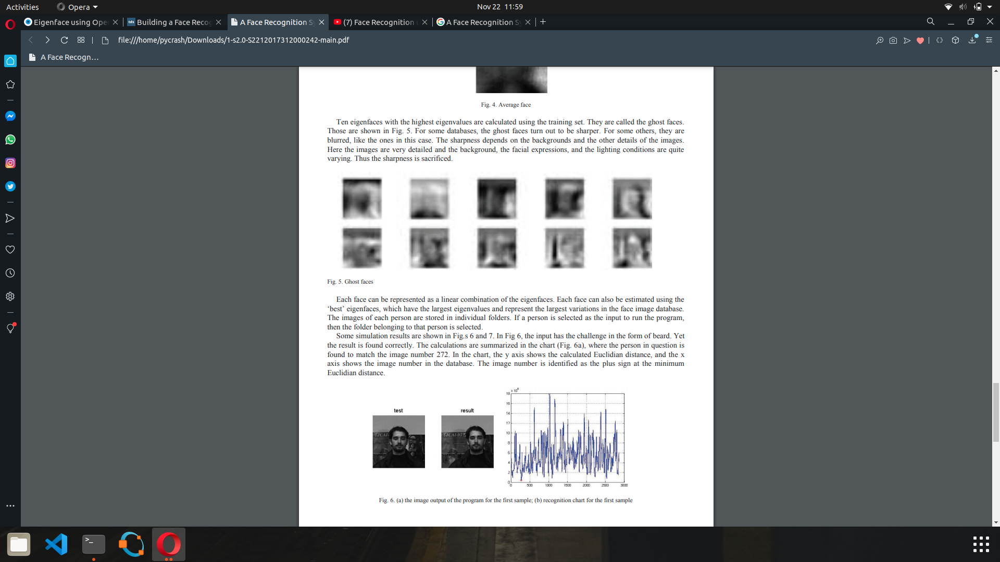 Activities
Opera
Nov 22 11:59
Eigenface using Ope
tds
Building a Face Recog
A Face Recognition S
(7) Face Recognition
A Face Recognition S
file:///home/pycrash/Downloads/1-s2.0-S2212017312000242-main.pdf
A Face Recogn...
Fig. 4. Average face
Ten eigenfaces with the highest eigenvalues are calculated using the training set. They are called the ghost faces.
Those are shown in Fig. 5. For some databases, the ghost faces turn out to be sharper. For some others, they are
blurred, like the ones in this case. The sharpness depends on the backgrounds and the other details of the images.
Here the images are very detailed and the background, the facial expressions, and the lighting conditions are quite
varying. Thus the sharpness is sacrificed.
Fig. 5. Ghost faces
Each face can be represented as a linear combination of the eigenfaces. Each face can also be estimated using the
‘best’ eigenfaces, which have the largest eigenvalues and represent the largest variations in the face image database.
The images of each person are stored in individual folders. If a person is selected as the input to run the program,
then the folder belonging to that person is selected.
Some simulation results are shown in Fig.s 6 and 7. In Fig 6, the input has the challenge in the form of beard. Yet
the result is found correctly. The calculations are summarized in the chart (Fig. 6a), where the person in question is
found to match the image number 272. In the chart, the y axis shows the calculated Euclidian distance, and the x
axis shows the image number in the database. The image number is identified as the plus sign at the minimum
Euclidian distance.
test
result
TJCAI-
IJCAI-97
18
16
14
12
10
8
6
4
2
0
0 500 1000 1500 2000 2500 3000
Fig. 6. (a) the image output of the program for the first sample; (b) recognition chart for the first sample